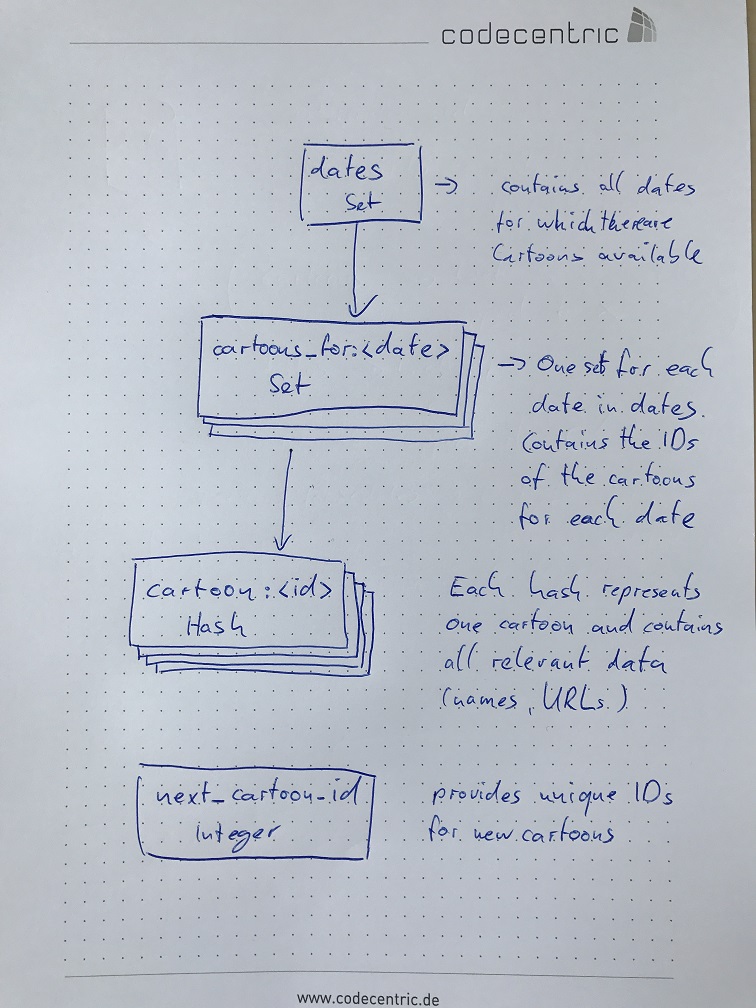 codecentric
dates
Set
→ contains all dates
for which there are
Cartoons available
cartoons_for:<date>
Set
→ One set for each
date in dates.
Contains the IDs
of the cartoons
for each date
cartoon:<id>
Hash
Each hash represents
one cartoon and contains
all relevant data
(names, URLs.)
next_cartoon_id
Integer
provides unique IDs
for new cartoons
www.codecentric.de